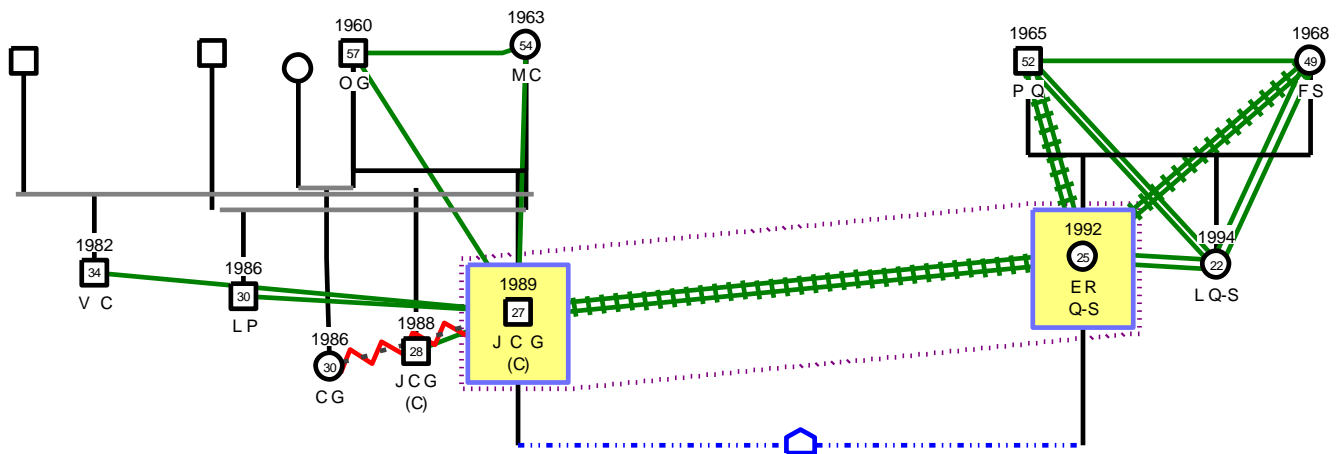 1960
57
O G
1963
54
M C
1965
52
P Q
1968
49
F S
1982
34
V C
1986
30
L P
1986
30
C G
1988
28
J C G
(C)
1989
27
J C G
(C)
1992
25
E R
Q-S
1994
22
L Q-S